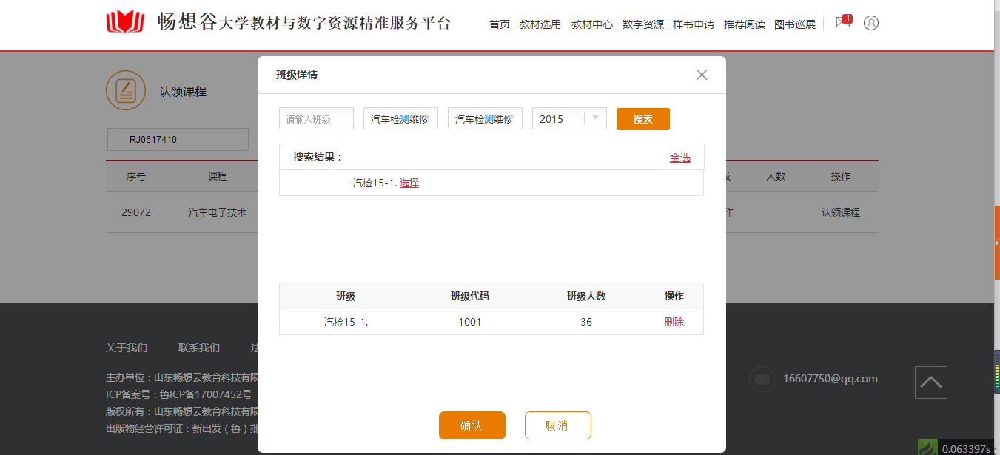 畅想谷大学教材与数字资源精准服务平台
首页 教材选用 教材中心 数字资源 样书申请 推荐阅读 图书巡展
1
认领课程
RJ0617410
序号 课程 人数 操作
29072 汽车电子技术 作 认领课程
班级详情
请输入班级 汽车检测维修 汽车检测维修 2015 搜索
搜索结果： 全选
汽检15-1. 选择
班级 班级代码 班级人数 操作
汽检15-1. 1001 36 删除
确认 取消
关于我们 联系我们
主办单位：山东畅想云教育科技有限
ICP备案号：鲁ICP备17007452号
版权所有：山东畅想云教育科技有限
出版物经营许可证：新出发（鲁）批
16607750@qq.com
0.063397s